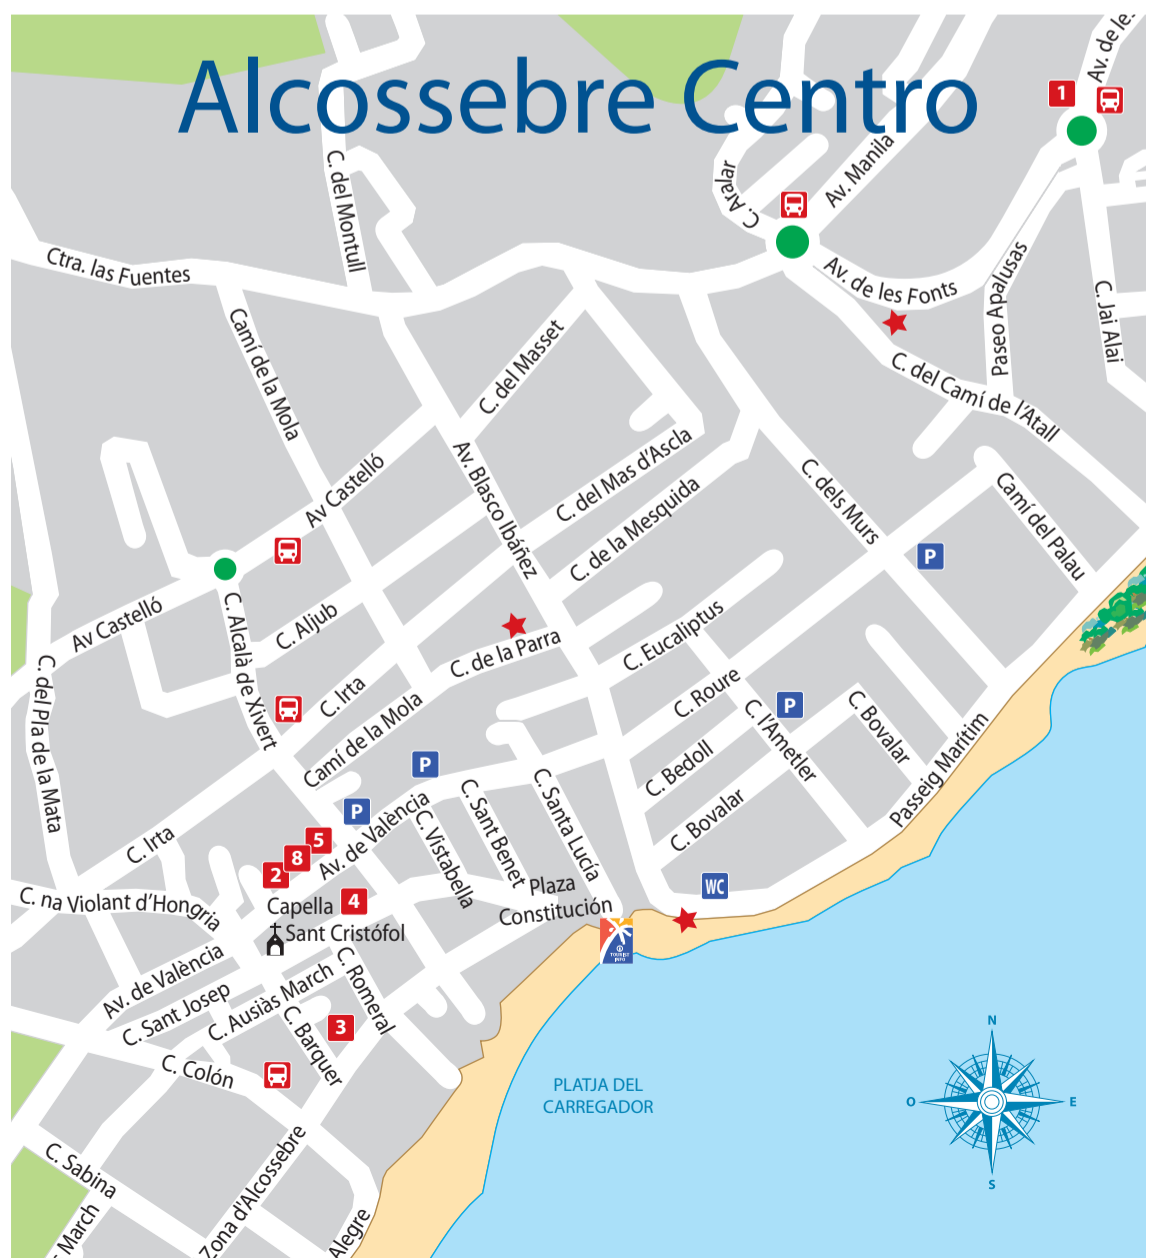 Alcossebre Centro
Av. de les
1
C. del Montull
C. Aralar
Av. Manila
Ctra. las Fuentes
Av. de les Fonts
Paseo Apalusas
C. Jai Alai
Camí de la Mola
C. del Masset
C. del Camí de l'Atall
Av Castelló
Av. Blasco Ibáñez
C. del Mas d'Ascla
C. de la Mesquida
C. dels Murs
Camí del Palau
P
Av Castelló
C. Alcalà de Xivert
C. Aljub
C. de la Parra
C. Eucaliptus
C. del Pla de la Mata
C. Irta
Camí de la Mola
C. Roure
P
C. l'Ametler
C. Bovalar
Passeig Marítim
P
C. Bedoll
C. Bovalar
P
Av. de València
C. Vistabella
C. Sant Benet
C. Santa Lucía
C. Irta
5
8
2
WC
C. na Violant d'Hongria
Capella
4
Sant Cristófol
Plaza
Constitución
TOURIST
INFO
Av. de València
C. Sant Josep
C. Ausiàs March
C. Romeral
C. Barquer
3
C. Colón
PLATJA DEL
CARREGADOR
N
O
E
S
C. Sabina
March
Zona d'Alcossebre
Alegre